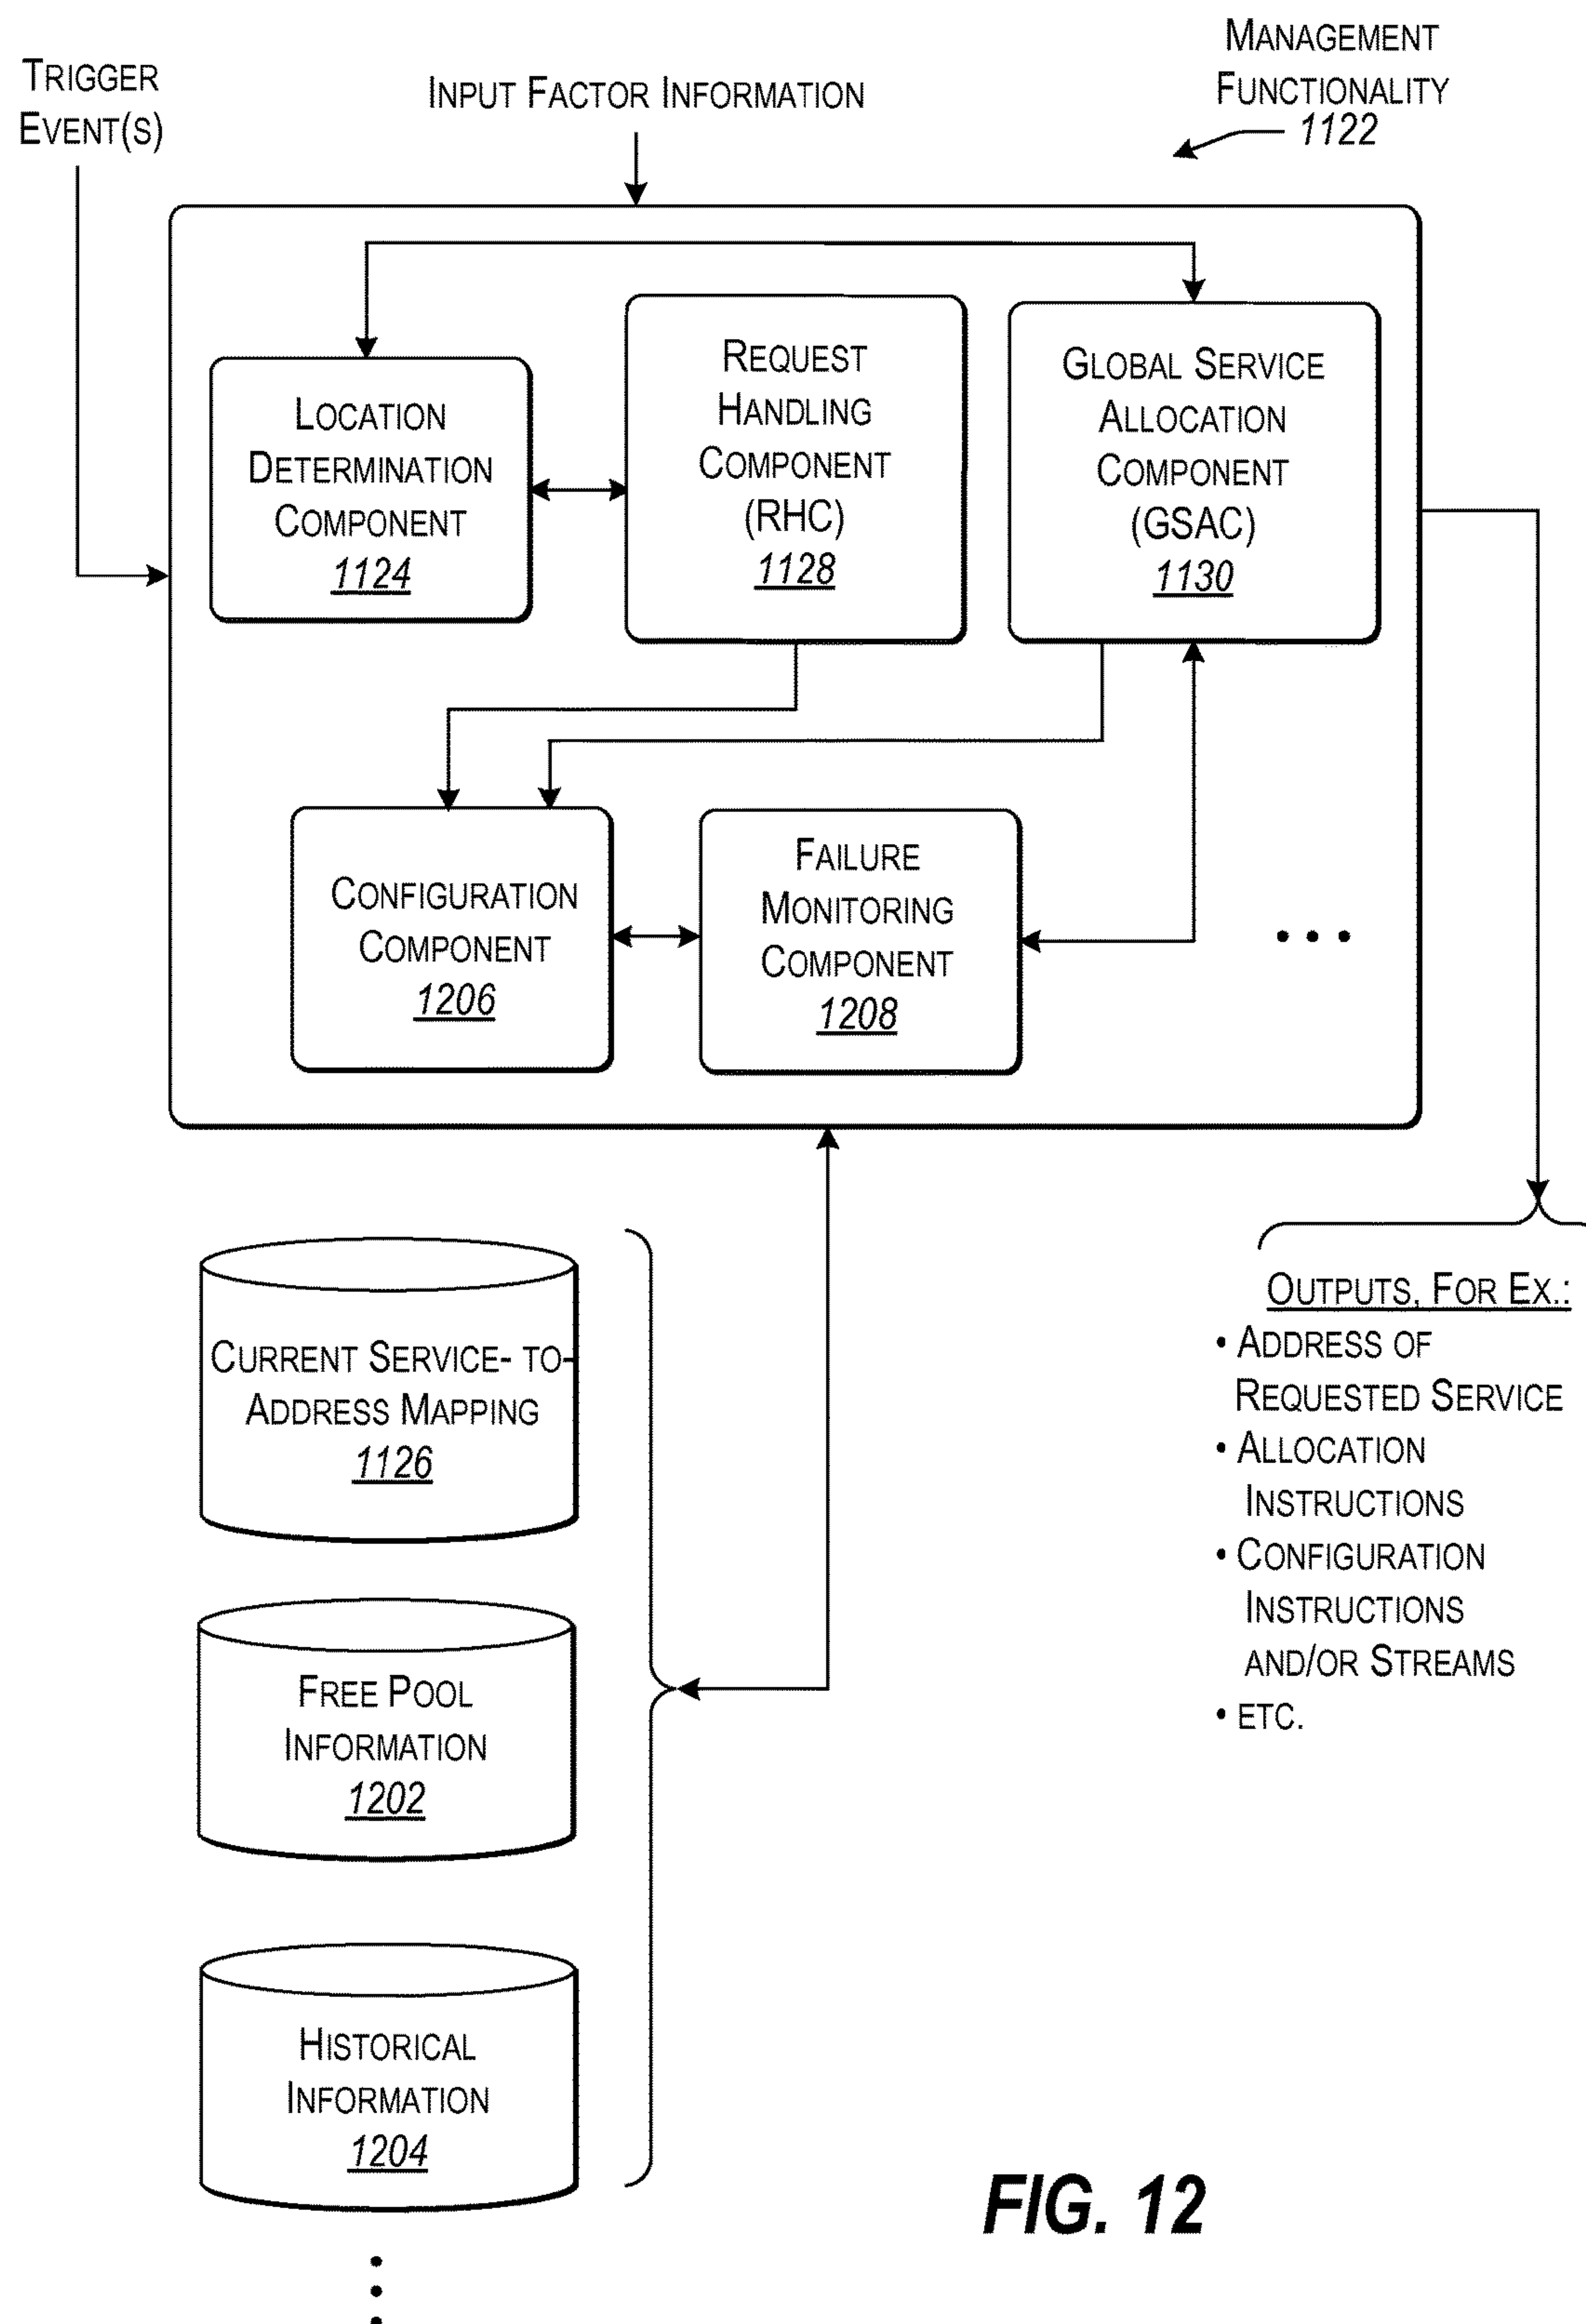 TRIGGER
EVENT(S)
INPUT FACTOR INFORMATION
MANAGEMENT
FUNCTIONALITY
1122
LOCATION
DETERMINATION
COMPONENT
1124
REQUEST
HANDLING
COMPONENT
(RHC)
1128
GLOBAL SERVICE
ALLOCATION
COMPONENT
(GSAC)
1130
CONFIGURATION
COMPONENT
1206
FAILURE
MONITORING
COMPONENT
1208
• • •
CURRENT SERVICE- TO-
ADDRESS MAPPING
1126
FREE POOL
INFORMATION
1202
HISTORICAL
INFORMATION
1204
OUTPUTS, FOR EX.:
• ADDRESS OF
REQUESTED SERVICE
• ALLOCATION
INSTRUCTIONS
• CONFIGURATION
INSTRUCTIONS
AND/OR STREAMS
• ETC.
FIG. 12